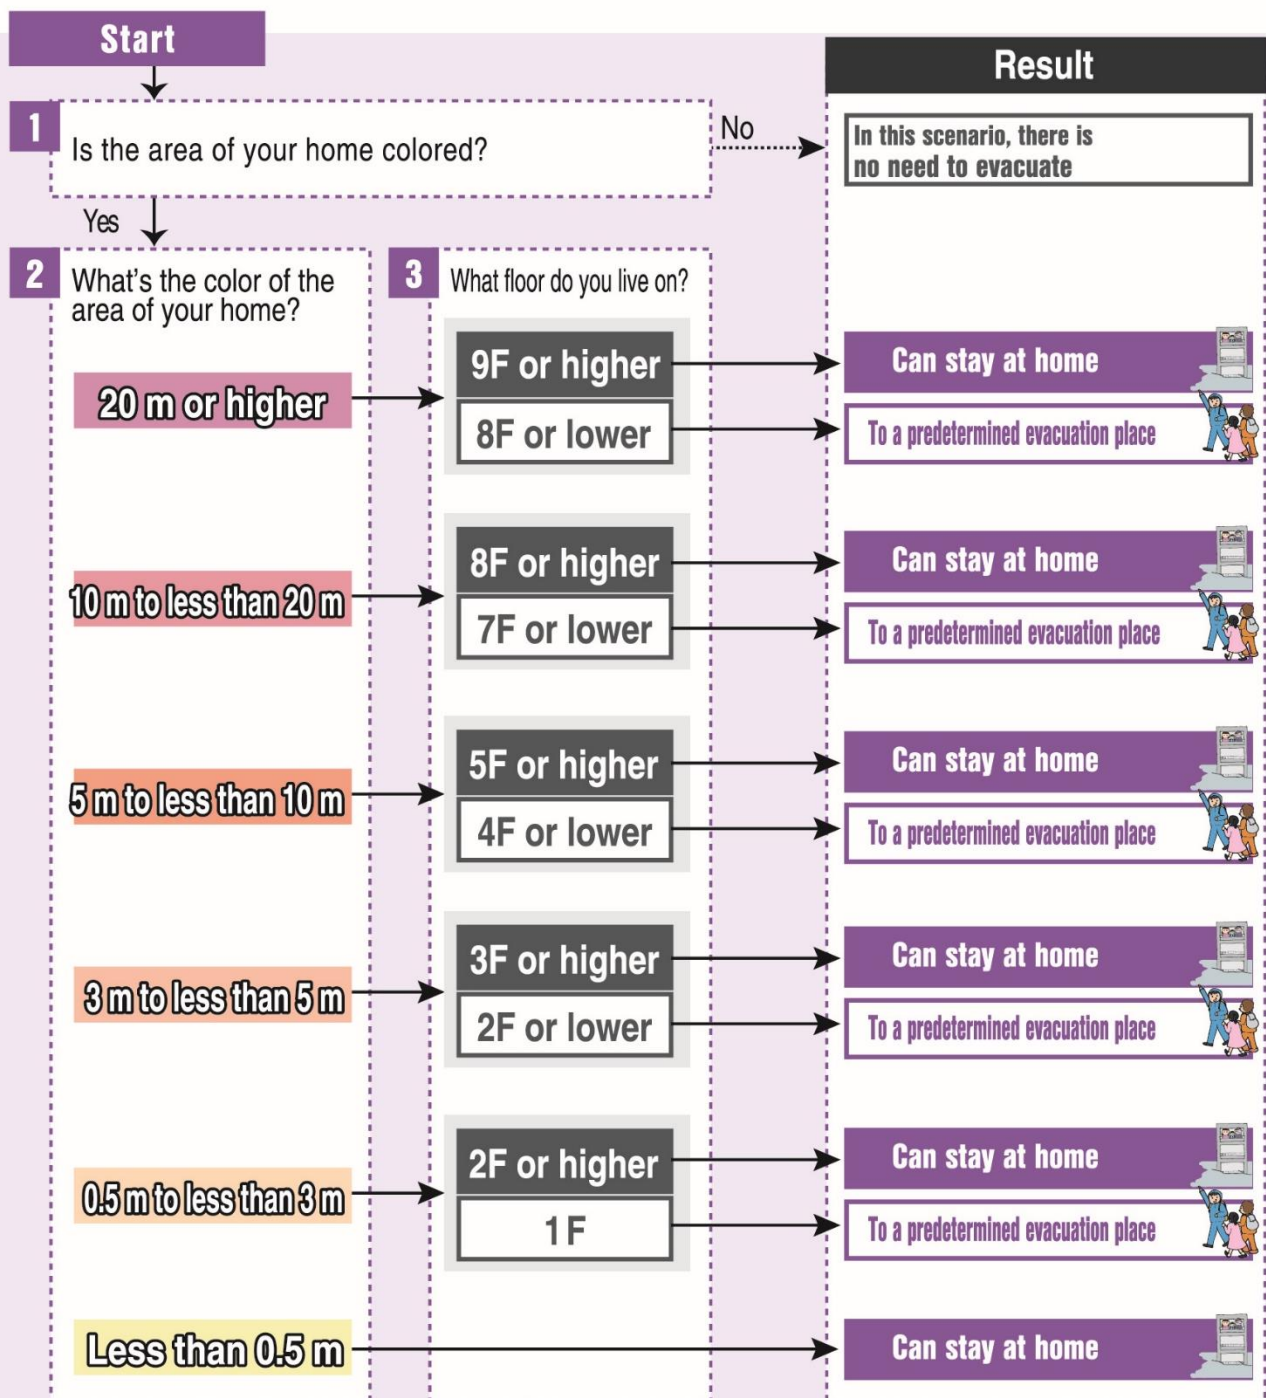 Start
Result
1
Is the area of your home colored?
No
In this scenario, there is
no need to evacuate
Yes
2
What's the color of the
area of your home?
3
What floor do you live on?
20 m or higher
9F or higher
Can stay at home
8F or lower
To a predetermined evacuation place
10 m to less than 20 m
8F or higher
Can stay at home
7F or lower
To a predetermined evacuation place
5 m to less than 10 m
5F or higher
Can stay at home
4F or lower
To a predetermined evacuation place
3 m to less than 5 m
3F or higher
Can stay at home
2F or lower
To a predetermined evacuation place
0.5 m to less than 3 m
2F or higher
Can stay at home
1F
To a predetermined evacuation place
Less than 0.5 m
Can stay at home